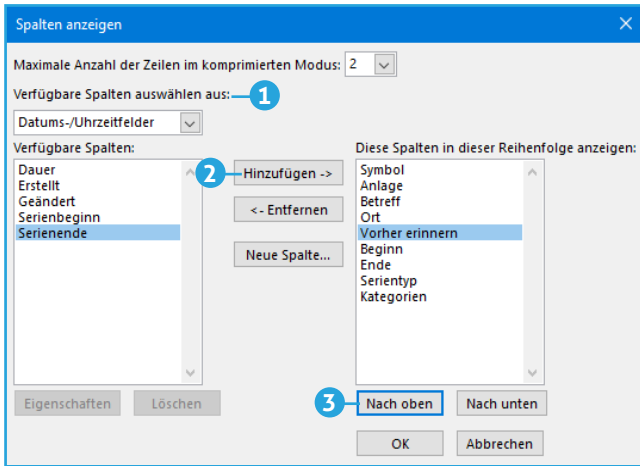 Spalten anzeigen
Maximale Anzahl der Zeilen im komprimierten Modus: 2
Verfügbare Spalten auswählen aus: 1
Datums-/Uhrzeitfelder
Verfügbare Spalten:
Dauer
Erstellt
Geändert
Serienbeginn
Serienende
2 Hinzufügen ->
<- Entfernen
Neue Spalte...
Diese Spalten in dieser Reihenfolge anzeigen:
Symbol
Anlage
Betreff
Ort
Vorher erinnern
Beginn
Ende
Serientyp
Kategorien
Eigenschaften Löschen
3 Nach oben Nach unten
OK Abbrechen